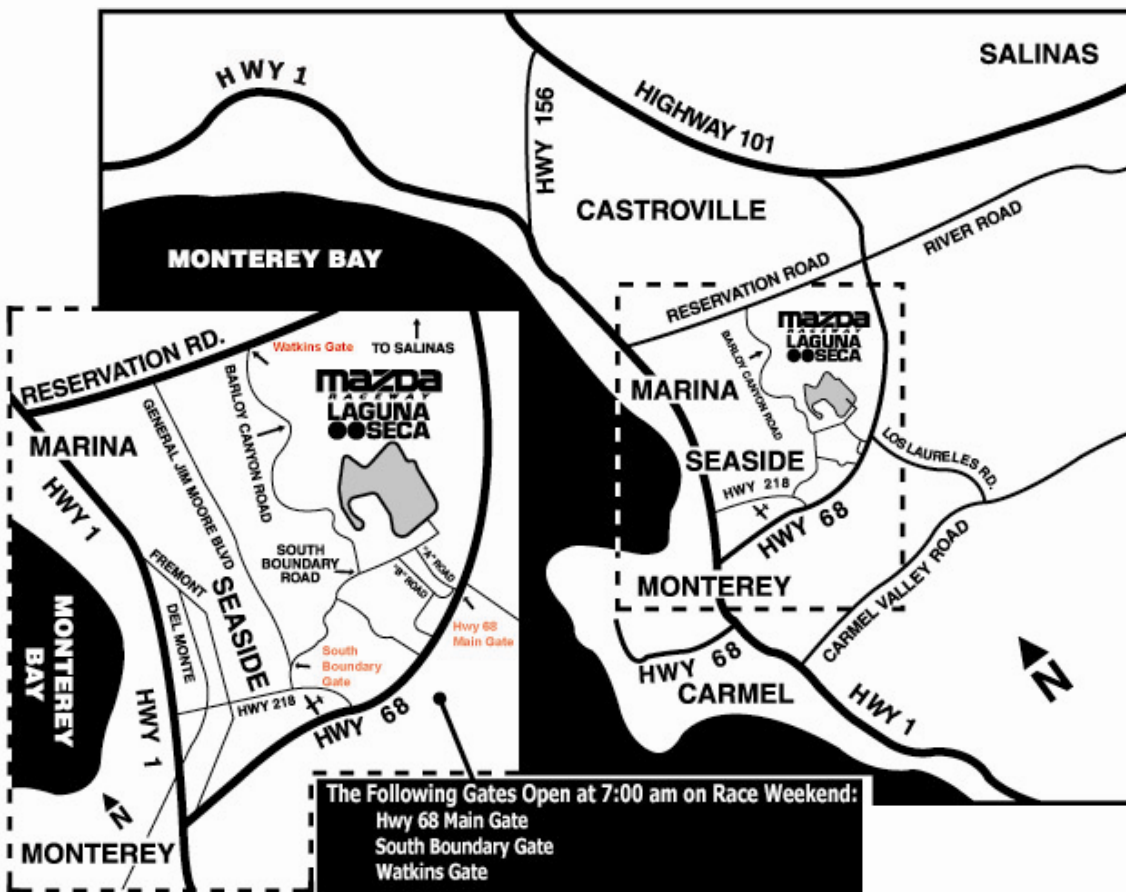 HWY 1
HWY 156
HIGHWAY 101
SALINAS
CASTROVILLE
MONTEREY BAY
RESERVATION ROAD
RIVER ROAD
mazda
RACEWAY
LAGUNA
SECA
BARLOY CANYON ROAD
MARINA
SEASIDE
HWY 218
HWY 68
LOS LAURELES RD.
MONTEREY
CARMEL VALLEY ROAD
HWY 68
CARMEL
HWY 1
N
RESERVATION RD.
Watkins Gate
TO SALINAS
mazda
RACEWAY
LAGUNA
SECA
MARINA
GENERAL JIM MOORE BLVD
BARLOY CANYON ROAD
HWY 1
SOUTH
BOUNDARY
ROAD
"A" ROAD
"B" ROAD
FREMONT
DEL MONTE
SEASIDE
MONTEREY
BAY
Hwy 68
Main Gate
South
Boundary
Gate
HWY 218
HWY 68
HWY 1
N
MONTEREY
The Following Gates Open at 7:00 am on Race Weekend:
Hwy 68 Main Gate
South Boundary Gate
Watkins Gate